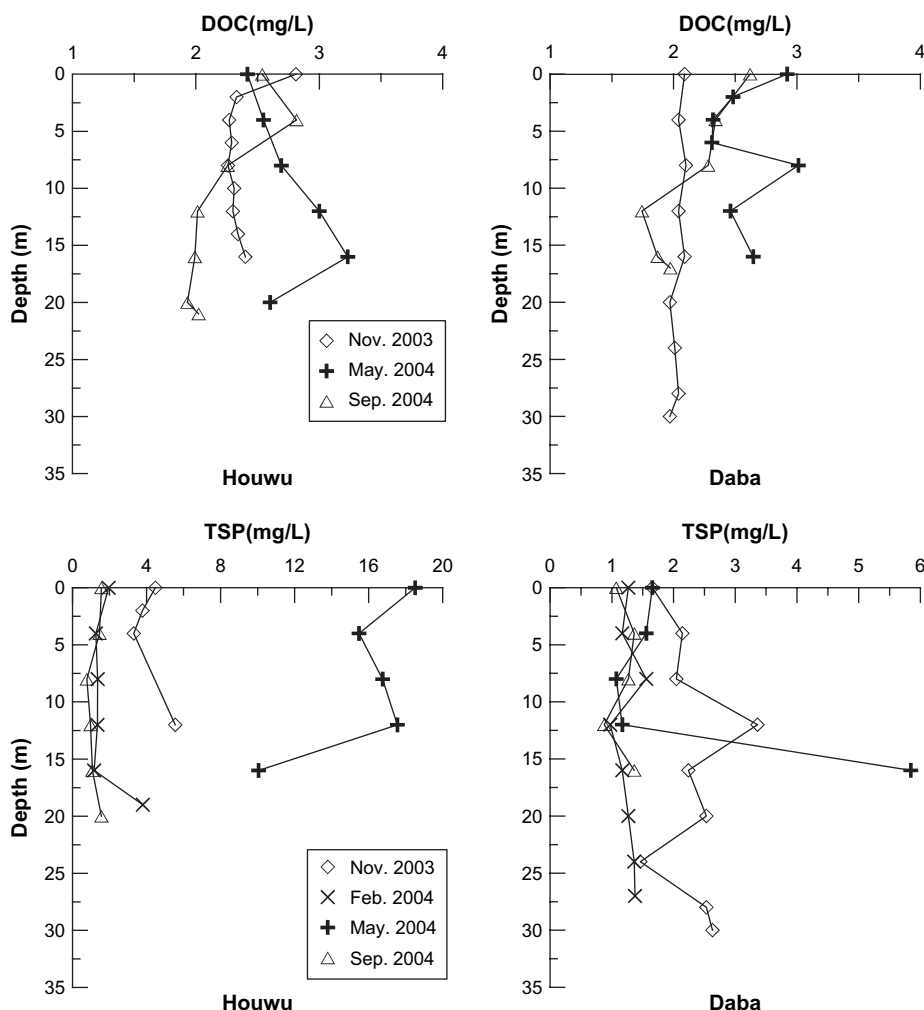 DOC(mg/L) DOC(mg/L)
1 2 3 4 1 2 3 4
0 0
5 5
10 10
15 15
20 20
25 25
30 30
35 35
Depth (m) Depth (m)
Nov. 2003
May. 2004
Sep. 2004
Houwu Daba
TSP(mg/L) TSP(mg/L)
0 4 8 12 16 20 0 1 2 3 4 5 6
0 0
5 5
10 10
15 15
20 20
25 25
30 30
35 35
Depth (m)
Nov. 2003
Feb. 2004
May. 2004
Sep. 2004
Houwu Daba